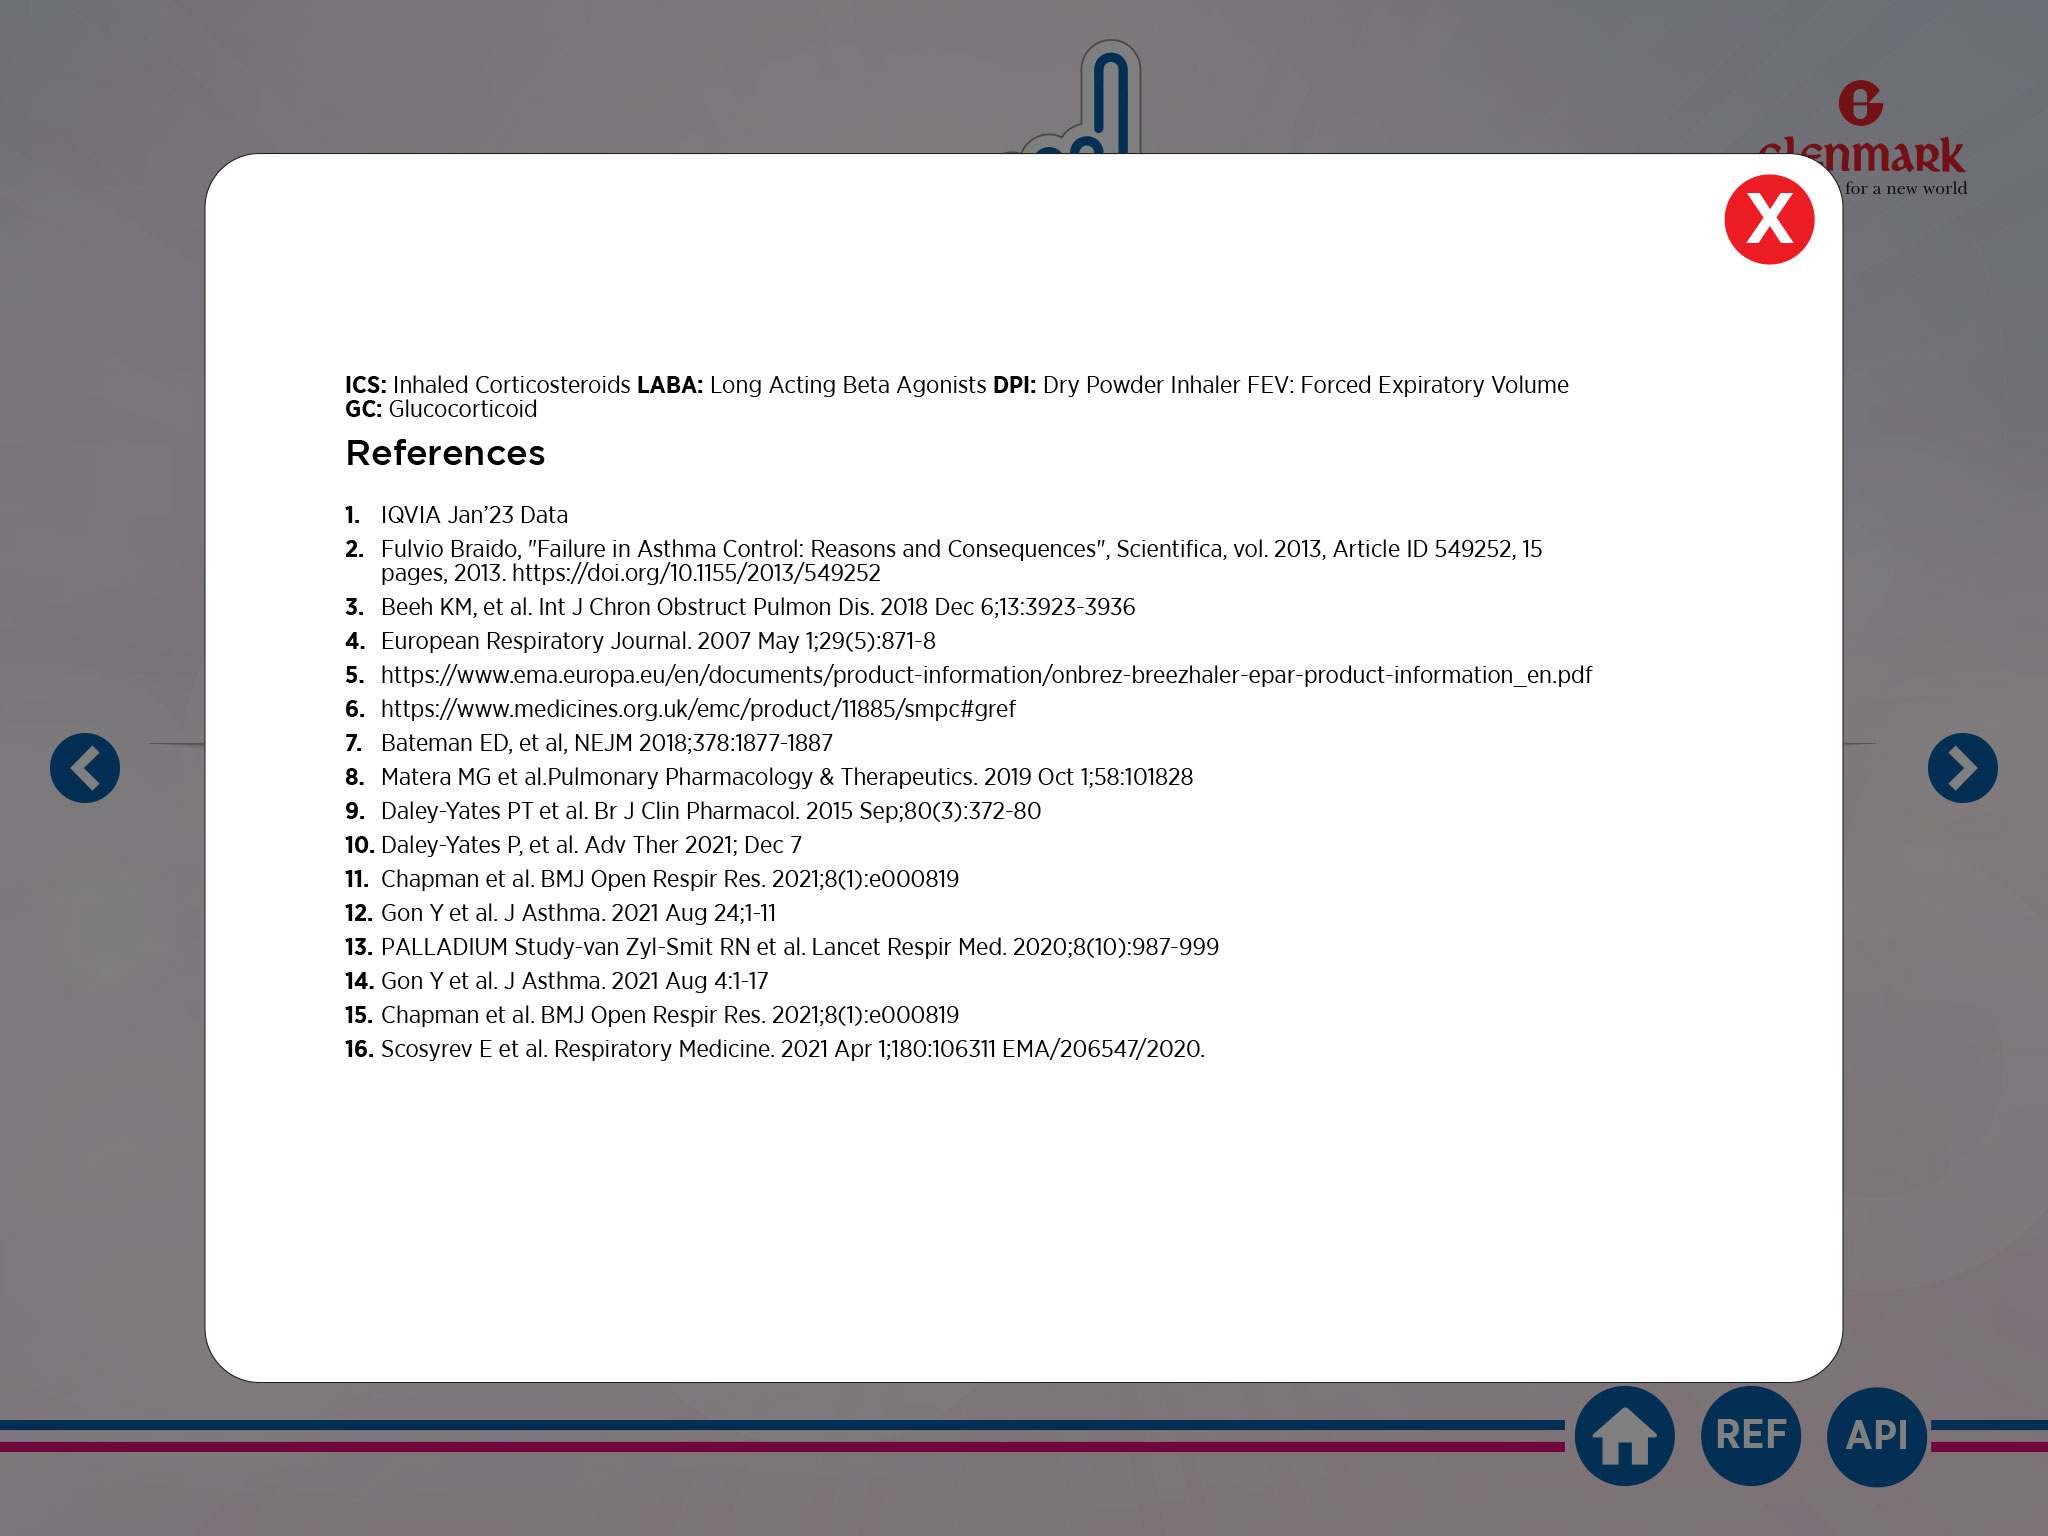 glenmark
for a new world
X
ICS: Inhaled Corticosteroids LABA: Long Acting Beta Agonists DPI: Dry Powder Inhaler FEV: Forced Expiratory Volume
GC: Glucocorticoid
References
1. IQVIA Jan’23 Data
2. Fulvio Braido, "Failure in Asthma Control: Reasons and Consequences", Scientifica, vol. 2013, Article ID 549252, 15
pages, 2013. https://doi.org/10.1155/2013/549252
3. Beeh KM, et al. Int J Chron Obstruct Pulmon Dis. 2018 Dec 6;13:3923-3936
4. European Respiratory Journal. 2007 May 1;29(5):871-8
5. https://www.ema.europa.eu/en/documents/product-information/onbrez-breezhaler-epar-product-information_en.pdf
6. https://www.medicines.org.uk/emc/product/11885/smpc#gref
7. Bateman ED, et al, NEJM 2018;378:1877-1887
8. Matera MG et al.Pulmonary Pharmacology & Therapeutics. 2019 Oct 1;58:101828
9. Daley-Yates PT et al. Br J Clin Pharmacol. 2015 Sep;80(3):372-80
10. Daley-Yates P, et al. Adv Ther 2021; Dec 7
11. Chapman et al. BMJ Open Respir Res. 2021;8(1):e000819
12. Gon Y et al. J Asthma. 2021 Aug 24;1-11
13. PALLADIUM Study-van Zyl-Smit RN et al. Lancet Respir Med. 2020;8(10):987-999
14. Gon Y et al. J Asthma. 2021 Aug 4:1-17
15. Chapman et al. BMJ Open Respir Res. 2021;8(1):e000819
16. Scosyrev E et al. Respiratory Medicine. 2021 Apr 1;180:106311 EMA/206547/2020.
REF
API